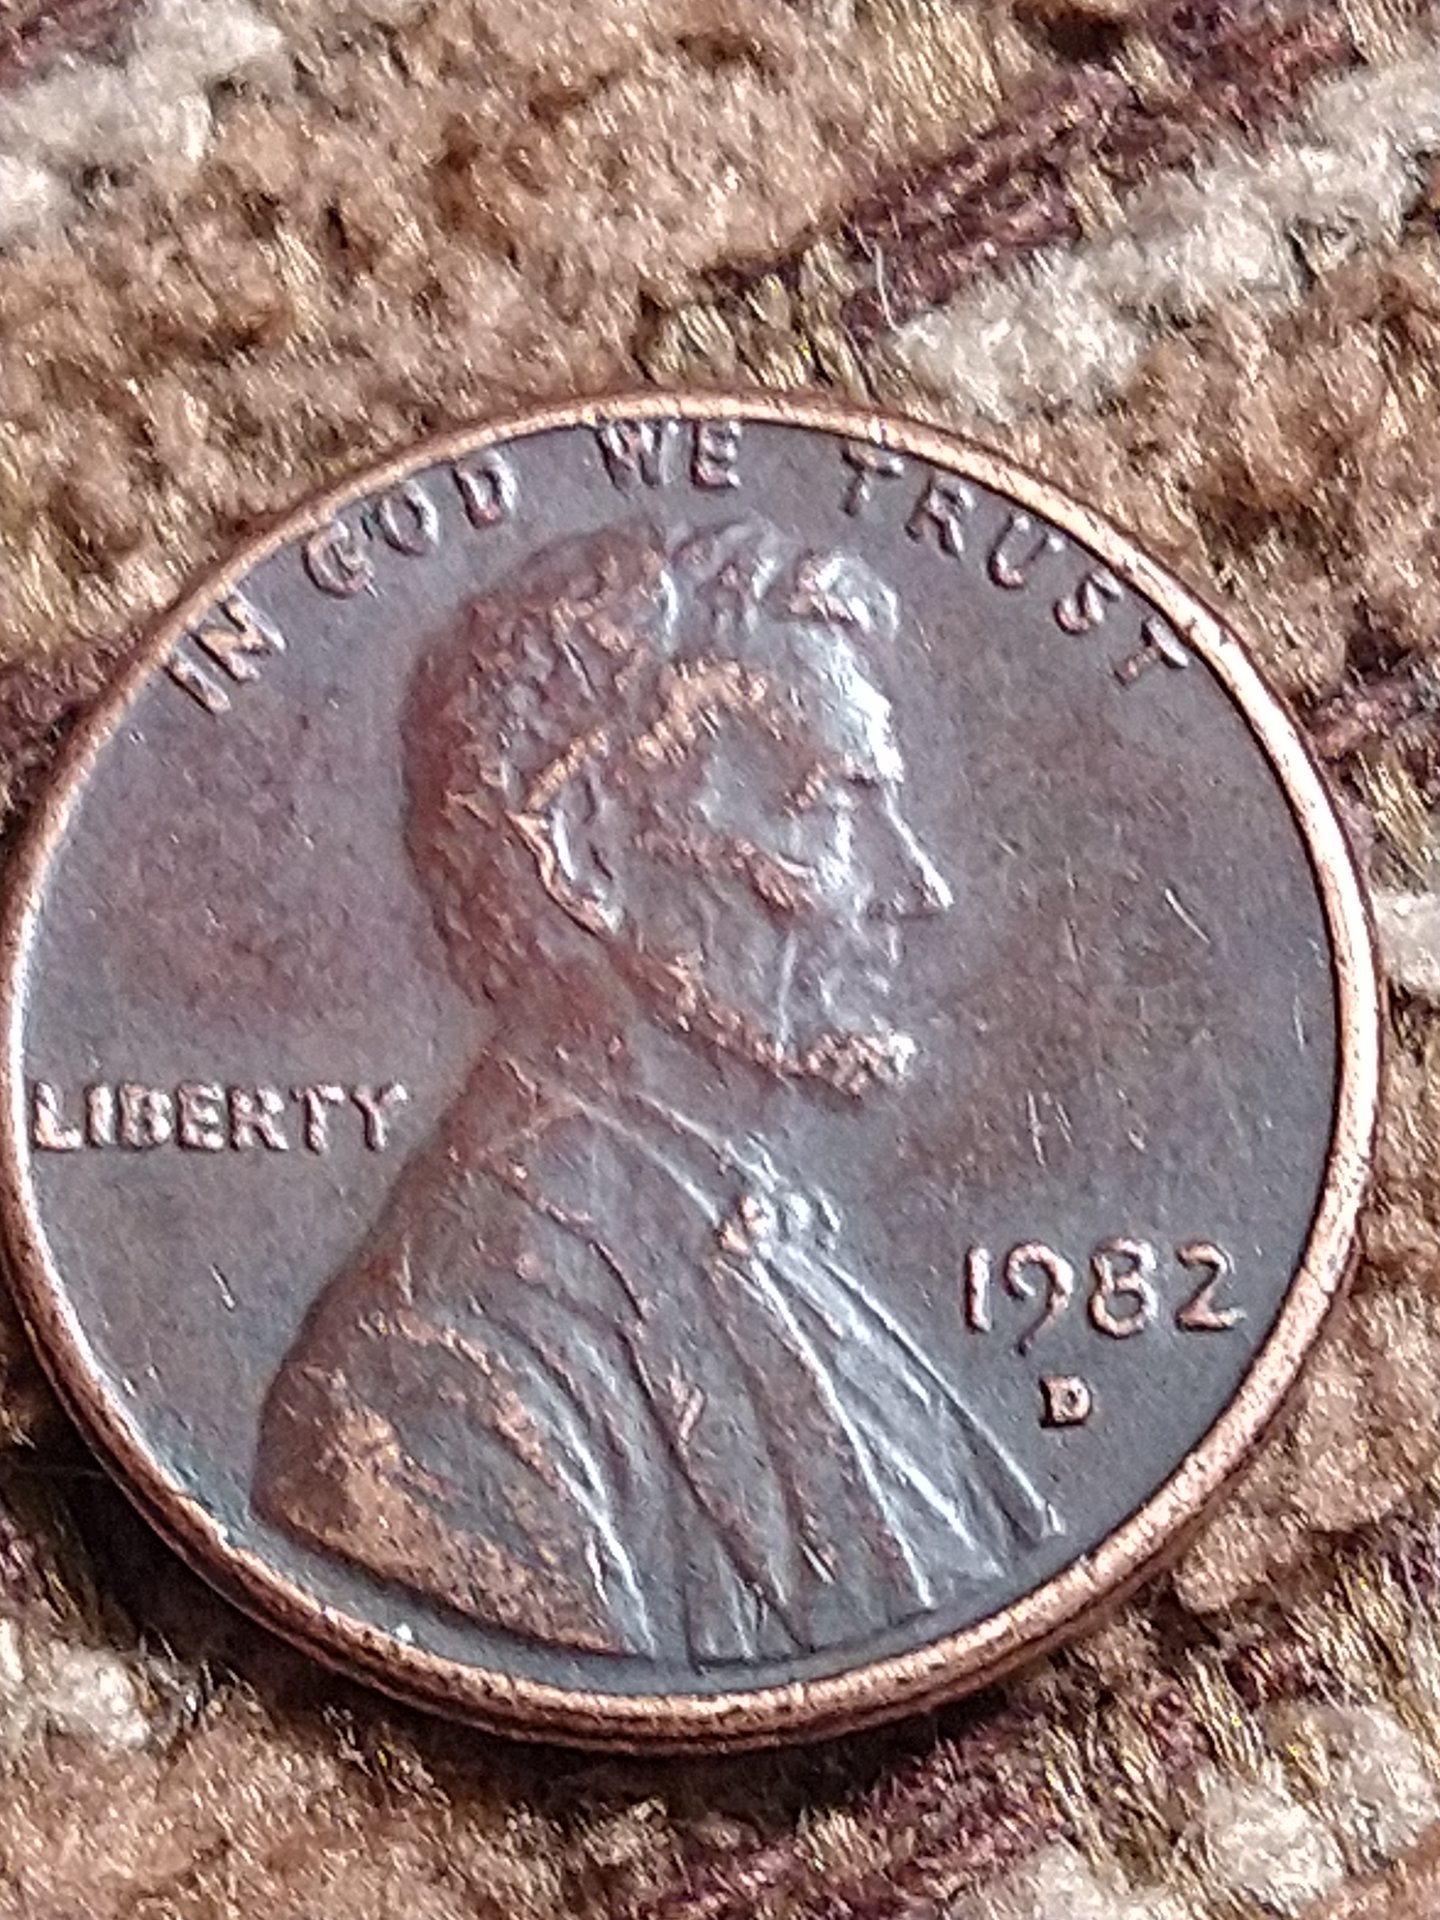 IN GOD WE TRUST
LIBERTY
1982
D